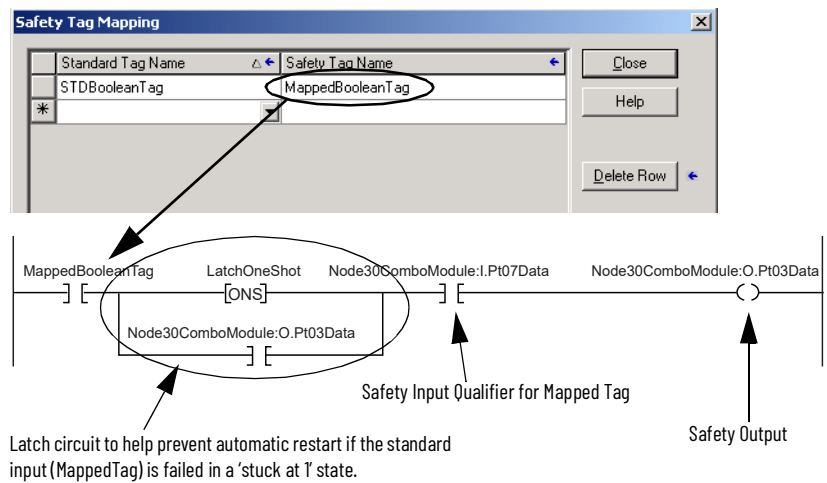 Safety Tag Mapping
Standard Tag Name Safety Tag Name
Close
STDBooleanTag MappedBooleanTag
Help
Delete Row
MappedBooleanTag LatchOneShot Node30ComboModule:I.Pt07Data Node30ComboModule:O.Pt03Data
ONS
Node30ComboModule:O.Pt03Data
Safety Input Qualifier for Mapped Tag
Safety Output
Latch circuit to help prevent automatic restart if the standard
input (MappedTag) is failed in a ‘stuck at 1’ state.